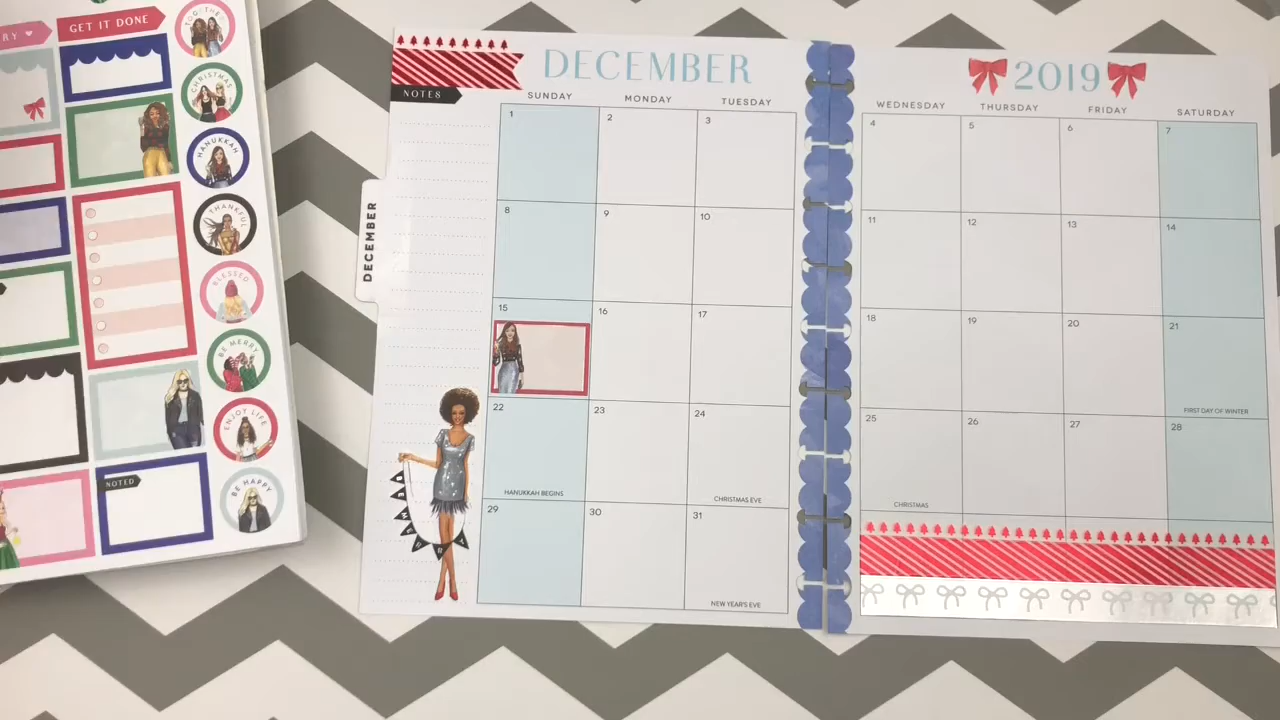 RY
GET IT DONE
TOGETHER
CHRISTMAS
HANUKKAH
THANKFUL
BLESSED
BE MERRY
ENJOY LIFE
NOTED
BE HAPPY
DECEMBER
DECEMBER
2019
NOTES
SUNDAY MONDAY TUESDAY WEDNESDAY THURSDAY FRIDAY SATURDAY
1 2 3 4 5 6 7
8 9 10 11 12 13 14
15 16 17 18 19 20 21
FIRST DAY OF WINTER
22 23 24 25 26 27 28
HANUKKAH BEGINS CHRISTMAS EVE CHRISTMAS
29 30 31
NEW YEAR'S EVE